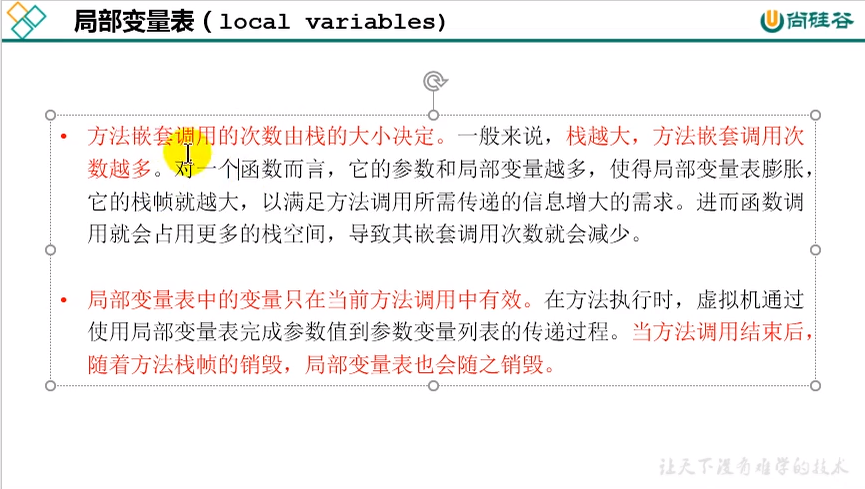 局部变量表（local variables）
尚硅谷
• 方法嵌套调用的次数由栈的大小决定。一般来说，栈越大，方法嵌套调用次
数越多。对一个函数而言，它的参数和局部变量越多，使得局部变量表膨胀，
它的栈帧就越大，以满足方法调用所需传递的信息增大的需求。进而函数调
用就会占用更多的栈空间，导致其嵌套调用次数就会减少。
• 局部变量表中的变量只在当前方法调用中有效。在方法执行时，虚拟机通过
使用局部变量表完成参数值到参数变量列表的传递过程。当方法调用结束后，
随着方法栈帧的销毁，局部变量表也会随之销毁。
让天下没有难学的技术